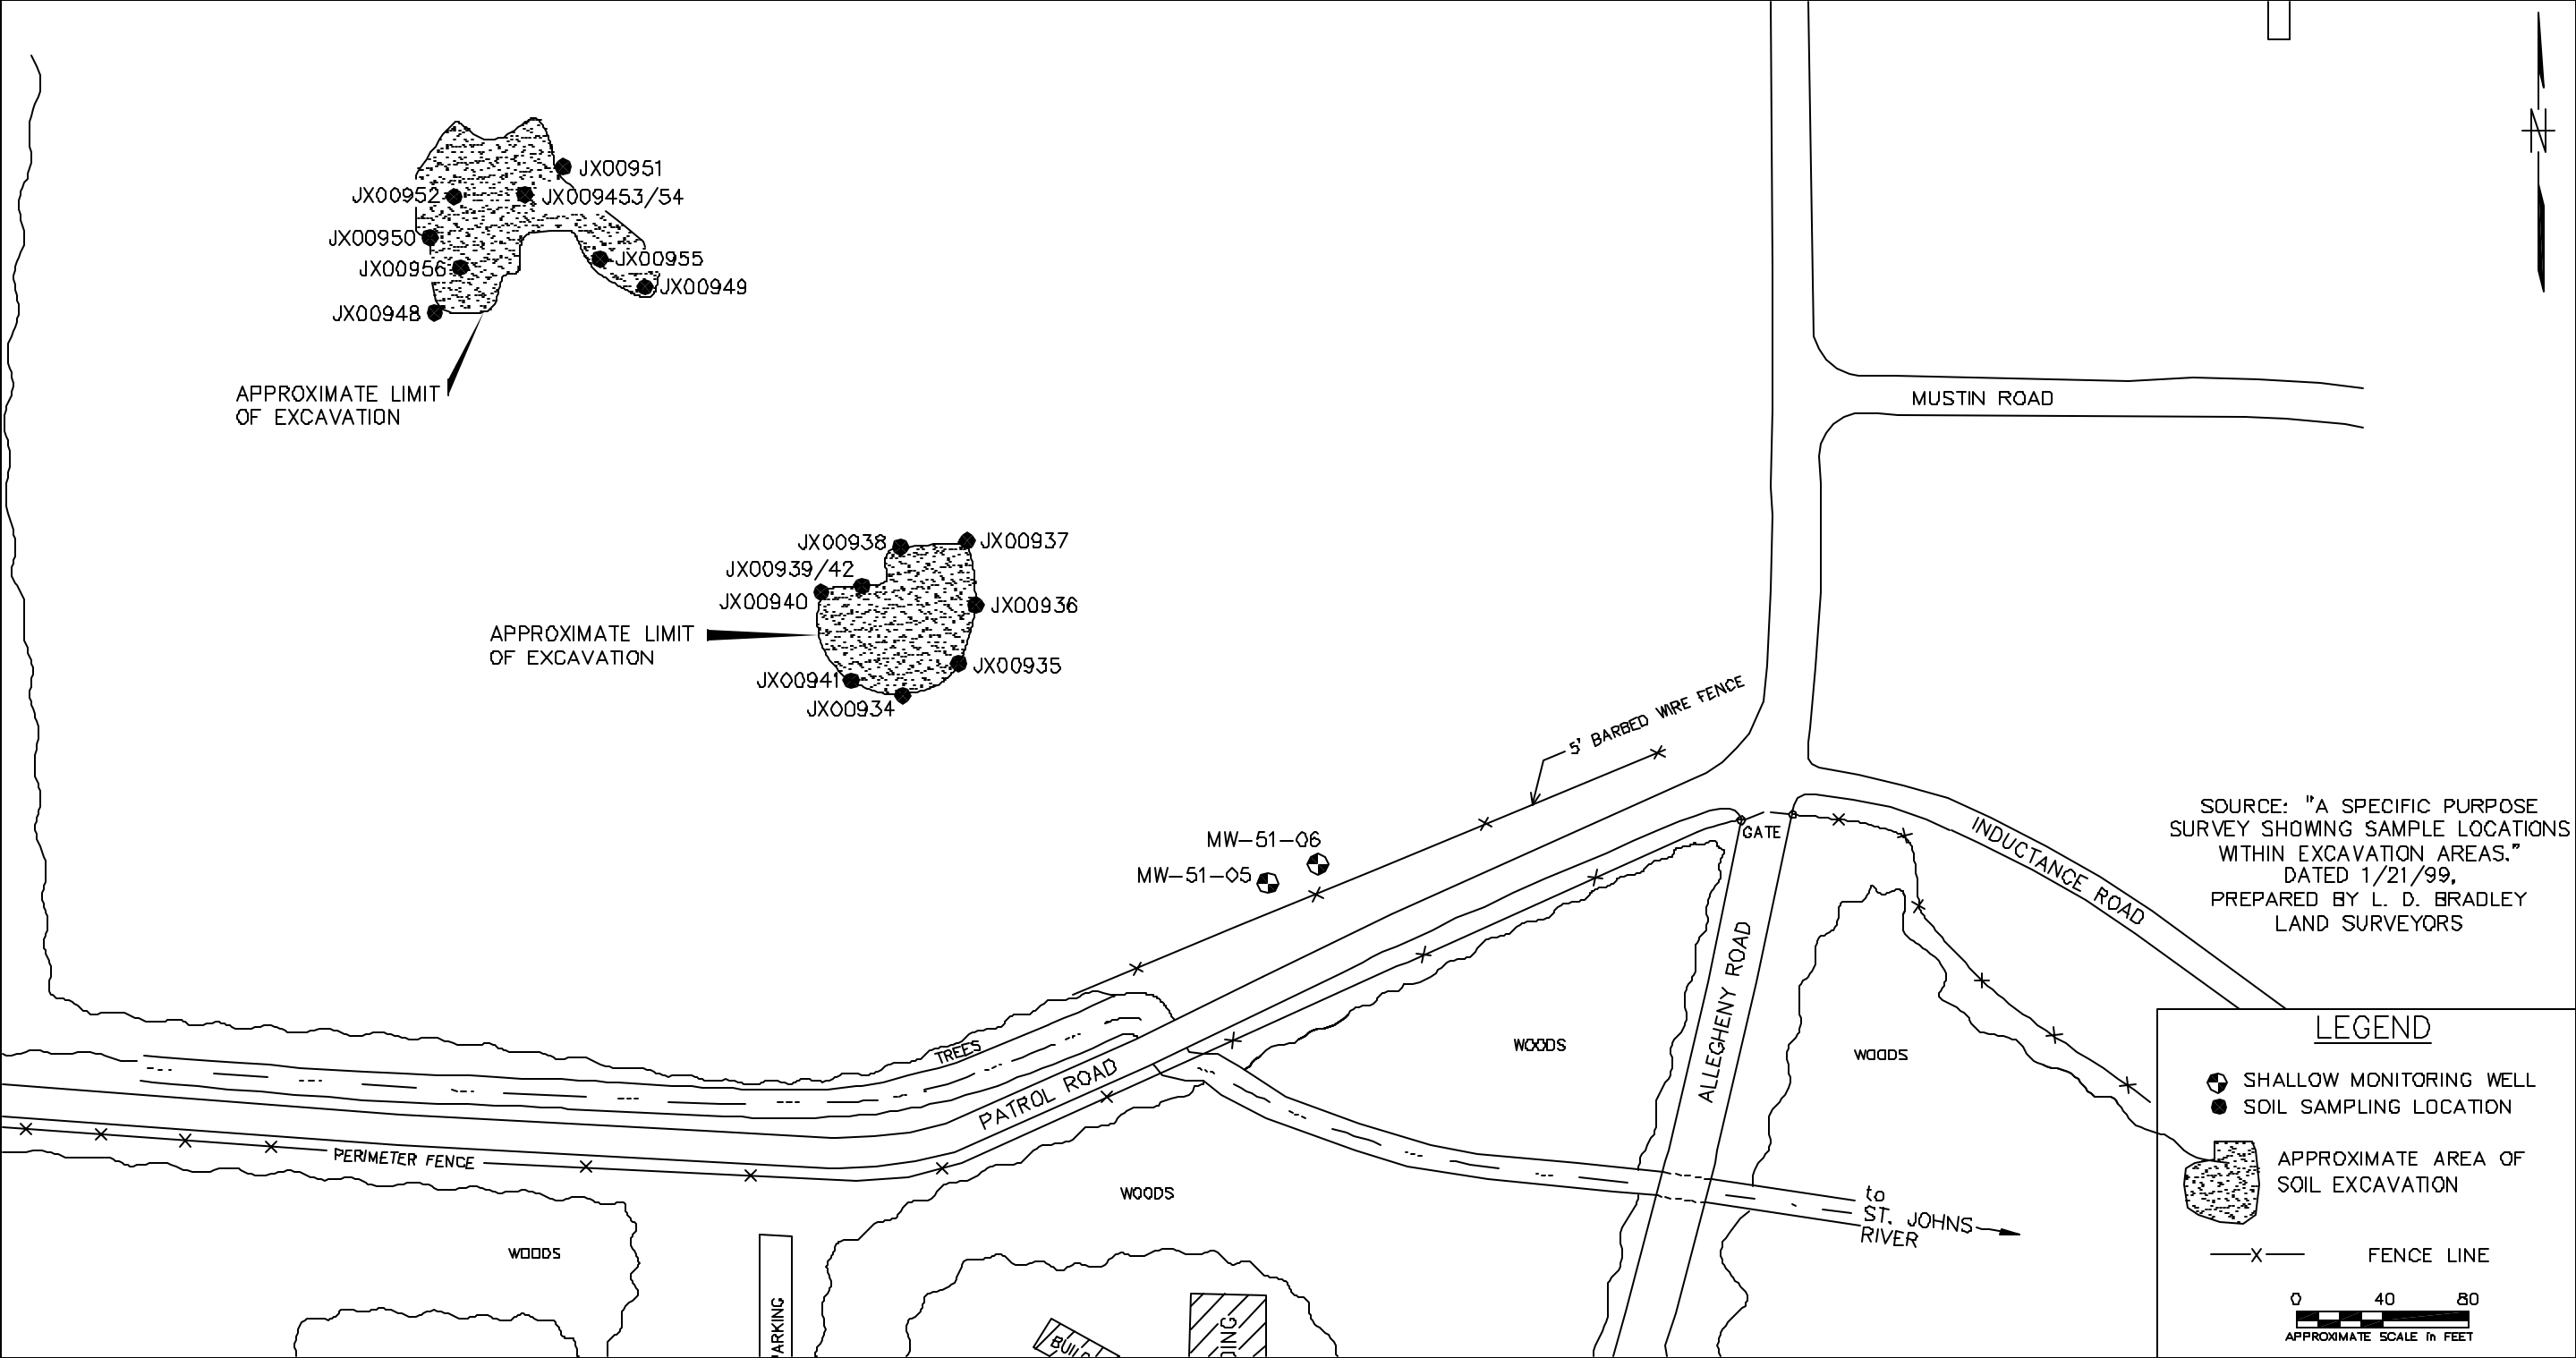 N
JX00951
JX00952
JX009453/54
JX00950
JX00955
JX00956
JX00949
JX00948
APPROXIMATE LIMIT
OF EXCAVATION
MUSTIN ROAD
JX00938
JX00937
JX00939/42
JX00940
JX00936
APPROXIMATE LIMIT
OF EXCAVATION
JX00935
JX00941
JX00934
5' BARBED WIRE FENCE
MW-51-06
MW-51-05
GATE
INDUCTANCE ROAD
SOURCE: "A SPECIFIC PURPOSE
SURVEY SHOWING SAMPLE LOCATIONS
WITHIN EXCAVATION AREAS."
DATED 1/21/99,
PREPARED BY L. D. BRADLEY
LAND SURVEYORS
ALLEGHENY ROAD
TREES
PATROL ROAD
WOODS
WOODS
PERIMETER FENCE
WOODS
WOODS
to
ST. JOHNS
RIVER
ARKING
BUILD
DING
LEGEND
SHALLOW MONITORING WELL
SOIL SAMPLING LOCATION
APPROXIMATE AREA OF
SOIL EXCAVATION
X FENCE LINE
0 40 80
APPROXIMATE SCALE in FEET